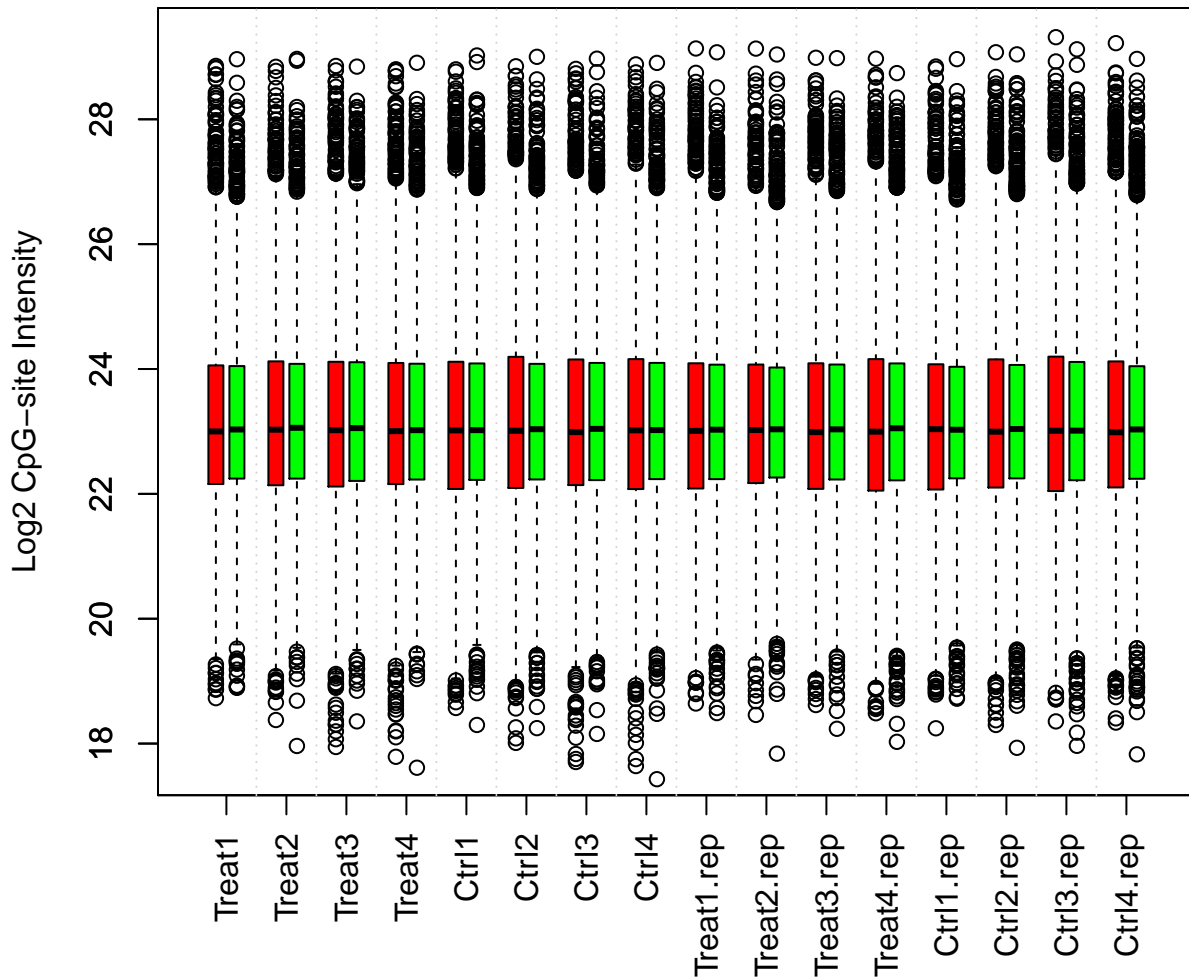 Log2 CpG−site Intensity
28
26
24
22
20
18
Treat1
Treat2
Treat3
Treat4
Ctrl1
Ctrl2
Ctrl3
Ctrl4
Treat1.rep
Treat2.rep
Treat3.rep
Treat4.rep
Ctrl1.rep
Ctrl2.rep
Ctrl3.rep
Ctrl4.rep